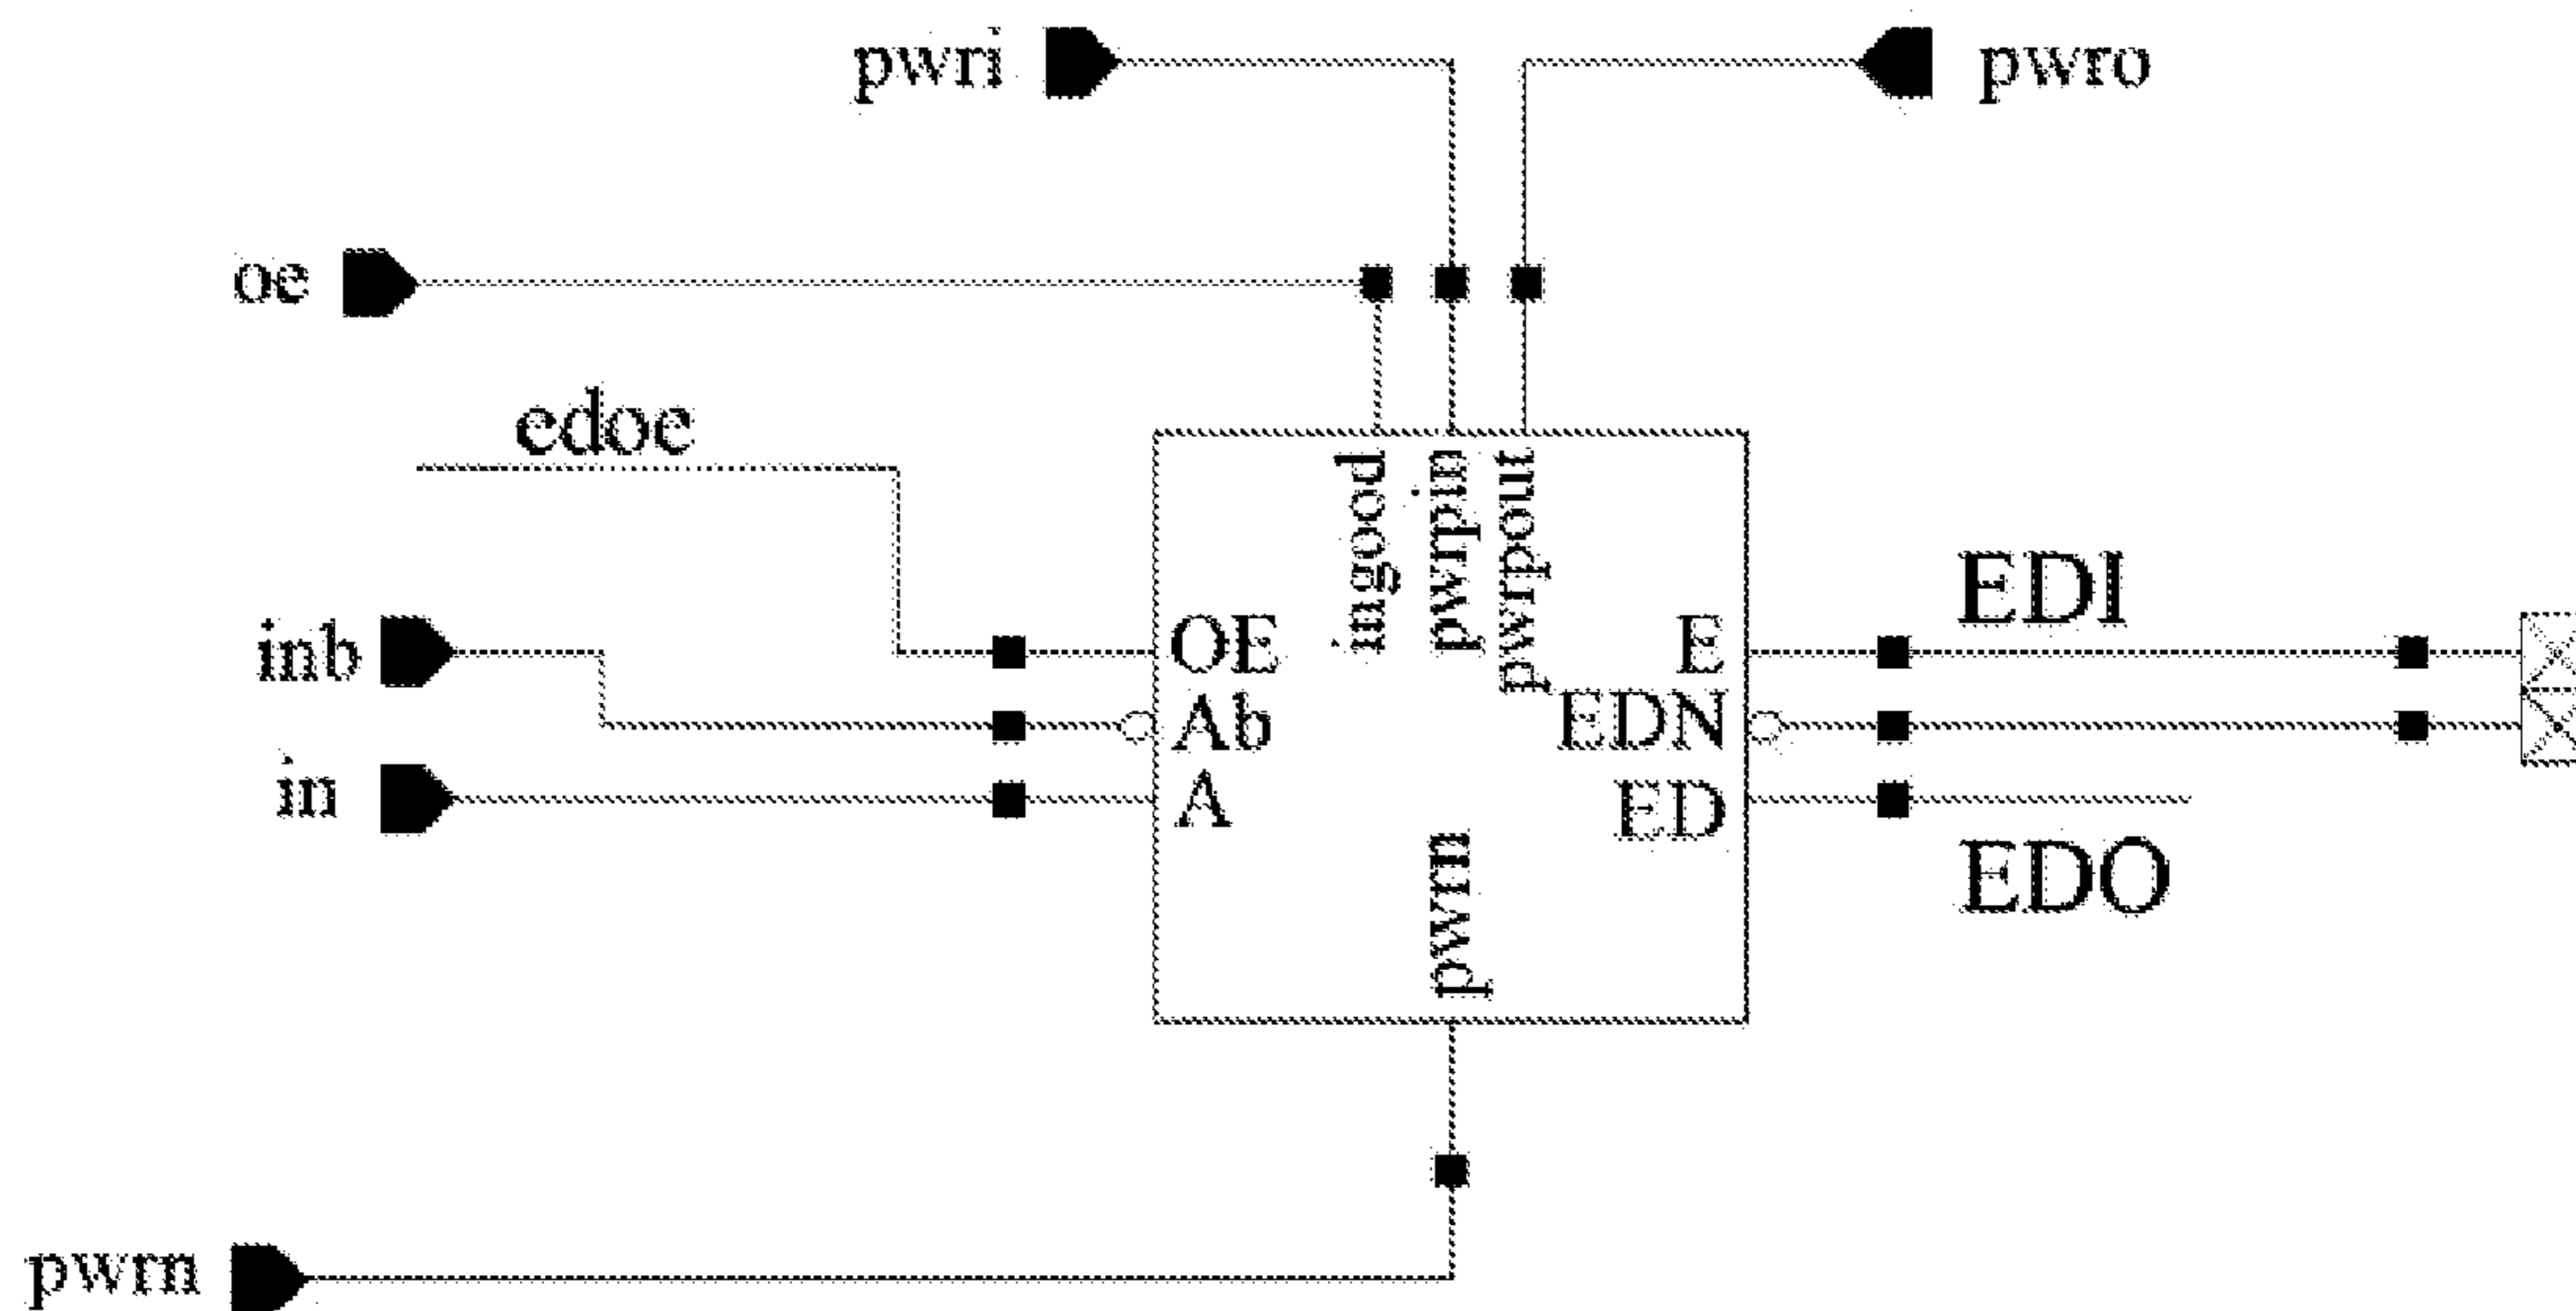 pwri
pwro
oe
edoe
ingood
pwrpin
pwrpout
inb
OE
E
EDI
Ab
EDN
in
A
ED
EDO
pwrn
pwrn